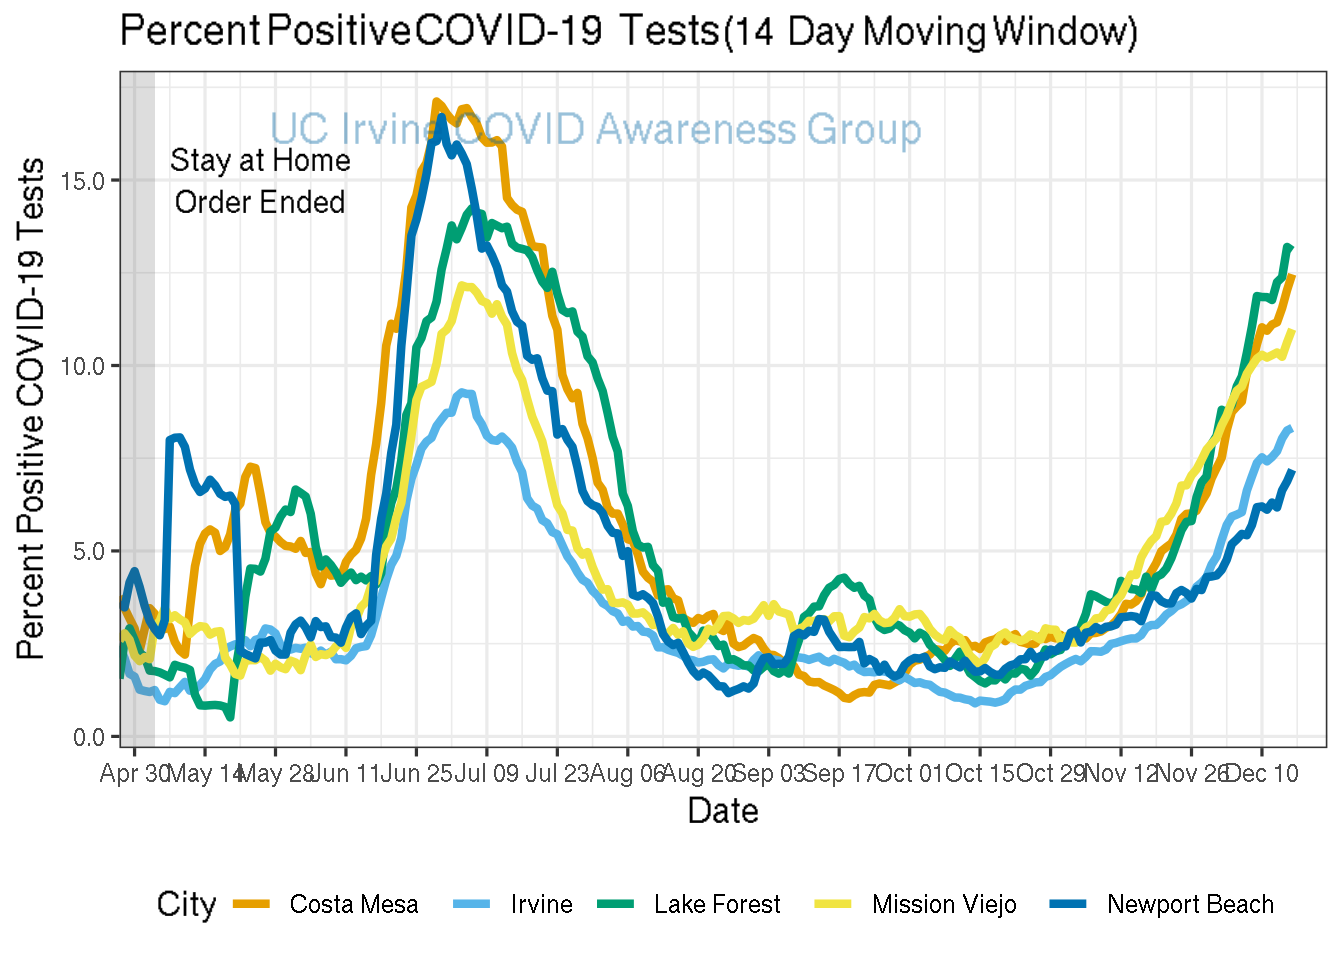 Percent Positive COVID-19 Tests(14 Day Moving Window)
UC Irvine COVID Awareness Group
Stay at Home
Order Ended
Percent Positive COVID-19 Tests
15.0
10.0
5.0
0.0
Apr 30 May 14 May 28 Jun 11 Jun 25 Jul 09 Jul 23 Aug 06 Aug 20 Sep 03 Sep 17 Oct 01 Oct 15 Oct 29 Nov 12 Nov 26 Dec 10
Date
City Costa Mesa Irvine Lake Forest Mission Viejo Newport Beach